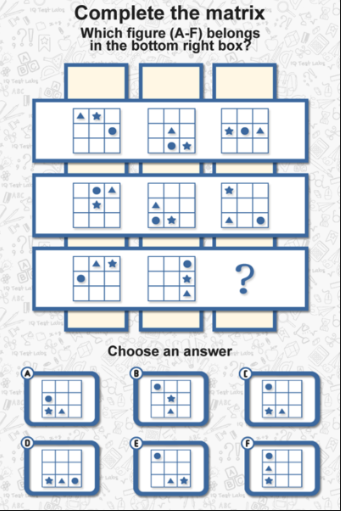 Complete the matrix
Which figure (A-F) belongs
in the bottom right box?
?
Choose an answer
A
B
C
D
E
F